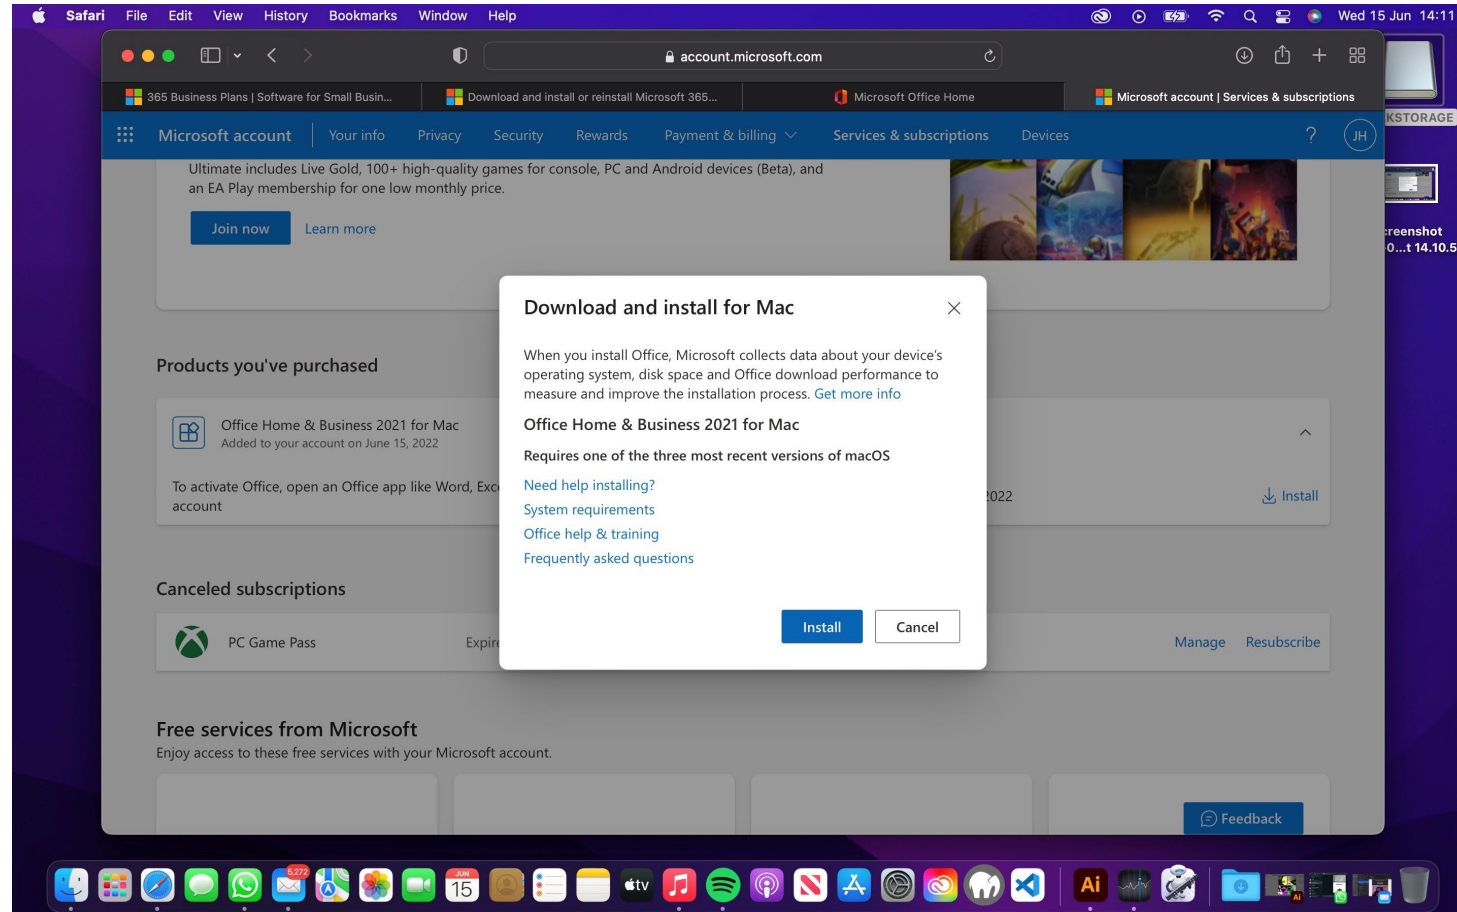 Safari File Edit View History Bookmarks Window Help Wed 15 Jun 14:11
account.microsoft.com
365 Business Plans | Software for Small Busin... Download and install or reinstall Microsoft 365... Microsoft Office Home Microsoft account | Services & subscriptions
Microsoft account Your info Privacy Security Rewards Payment & billing Services & subscriptions Devices ? JH
KSTORAGE
Ultimate includes Live Gold, 100+ high-quality games for console, PC and Android devices (Beta), and
an EA Play membership for one low monthly price.
Join now Learn more
creenshot
0...t 14.10.5
Download and install for Mac
When you install Office, Microsoft collects data about your device's
operating system, disk space and Office download performance to
measure and improve the installation process. Get more info
Office Home & Business 2021 for Mac
Requires one of the three most recent versions of macOS
Need help installing?
System requirements
Office help & training
Frequently asked questions
Install Cancel
Products you've purchased
Office Home & Business 2021 for Mac
Added to your account on June 15, 2022
To activate Office, open an Office app like Word, Exc
account
2022
Install
Canceled subscriptions
PC Game Pass Expire Manage Resubscribe
Free services from Microsoft
Enjoy access to these free services with your Microsoft account.
Feedback
5,272
JUN
15
tv
Ai